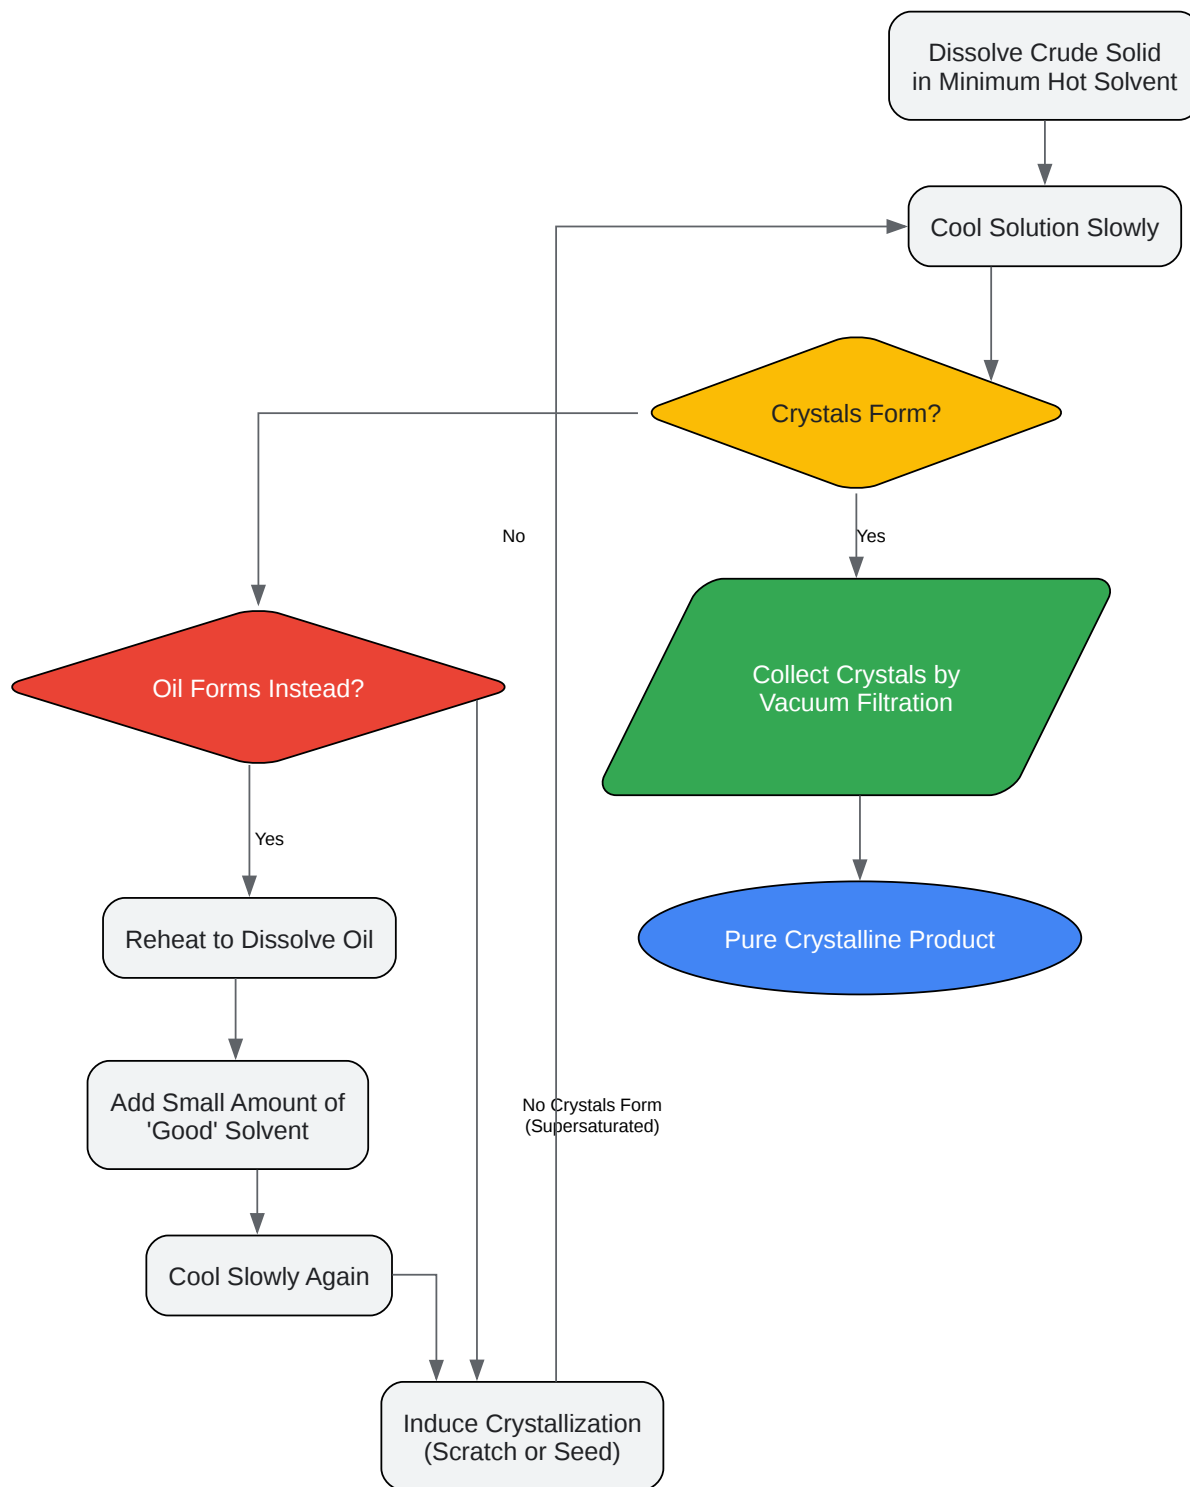 Dissolve Crude Solid
in Minimum Hot Solvent
Cool Solution Slowly
Crystals Form?
No
Yes
Collect Crystals by
Vacuum Filtration
Oil Forms Instead?
Yes
Reheat to Dissolve Oil
Pure Crystalline Product
Add Small Amount of
'Good' Solvent
No Crystals Form
(Supersaturated)
Cool Slowly Again
Induce Crystallization
(Scratch or Seed)